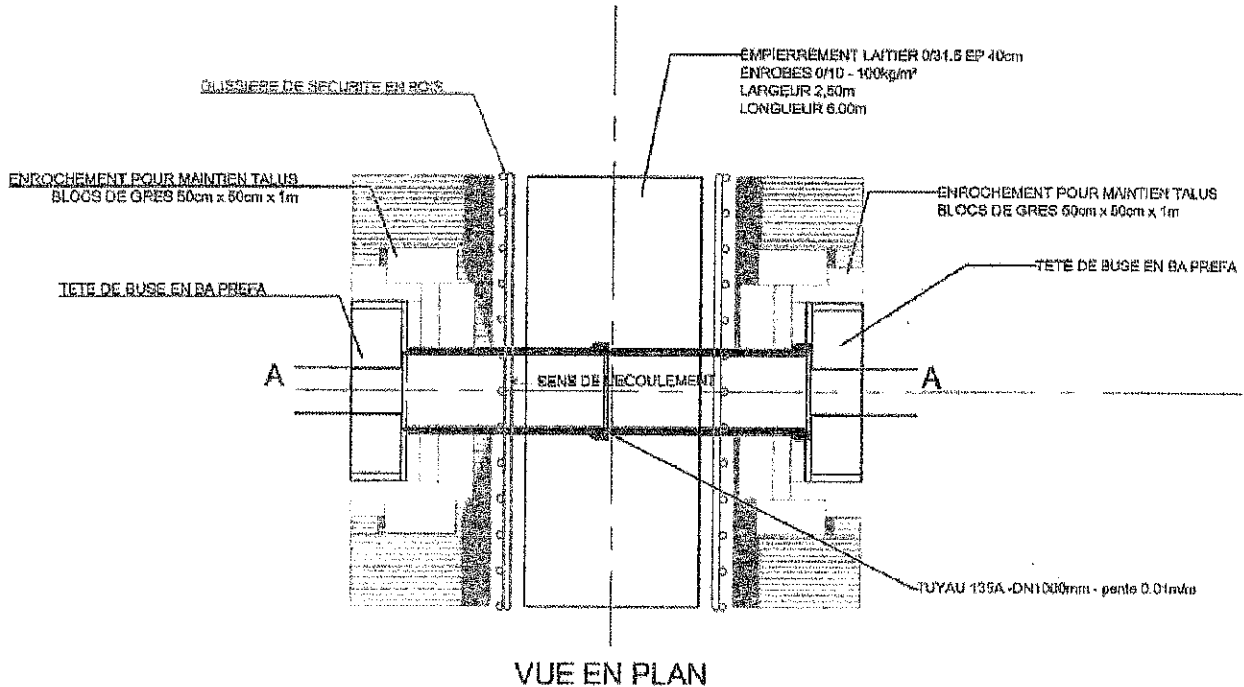 EMPIERREMENT LAITIER 0/31.5 EP 40cm
ENROBES 0/10 - 100kg/m²
LARGEUR 2,50m
LONGUEUR 6.00m
GLISSIERE DE SECURITE EN BOIS
ENROCHEMENT POUR MAINTIEN TALUS
BLOCS DE GRES 50cm x 50cm x 1m
ENROCHEMENT POUR MAINTIEN TALUS
BLOCS DE GRES 50cm x 50cm x 1m
TETE DE BUSE EN BA PREFA
TETE DE BUSE EN BA PREFA
A
SENS DE L'ECOULEMENT
A
TUYAU 135A -DN1000mm - pente 0.01m/m
VUE EN PLAN